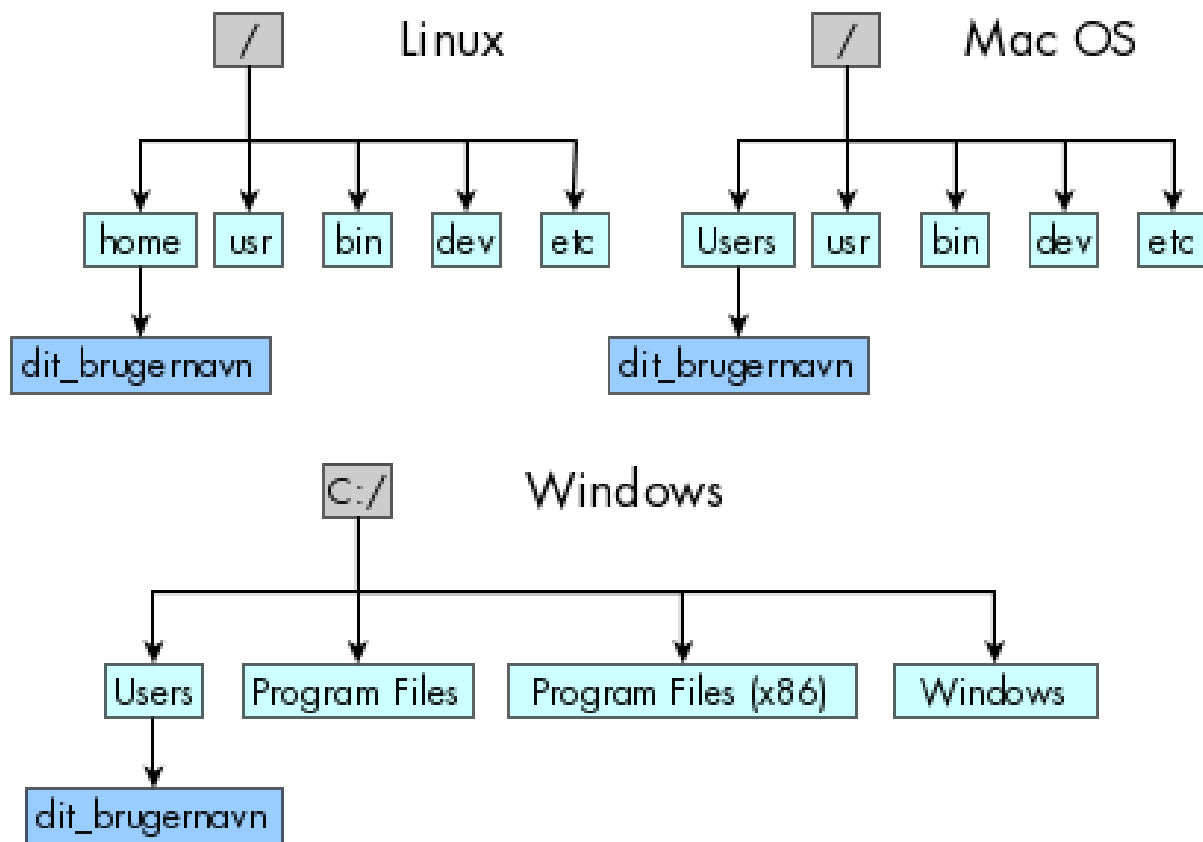 / Linux
/ Mac OS
home usr bin dev etc
Users usr bin dev etc
dit_brugernavn
dit_brugernavn
C:/ Windows
Users Program Files Program Files (x86) Windows
dit_brugernavn